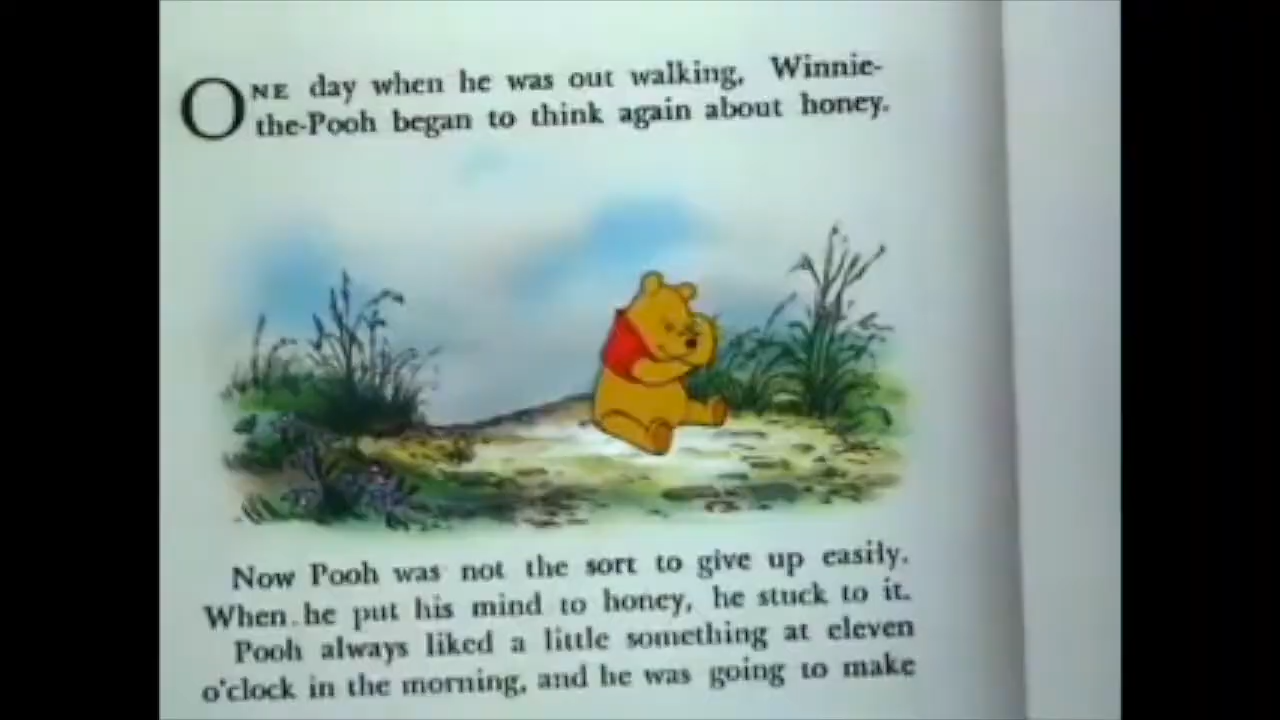 ONE day when he was out walking, Winnie-
the-Pooh began to think again about honey.
Now Pooh was not the sort to give up easily.
When he put his mind to honey, he stuck to it.
Pooh always liked a little something at eleven
o'clock in the morning, and he was going to make